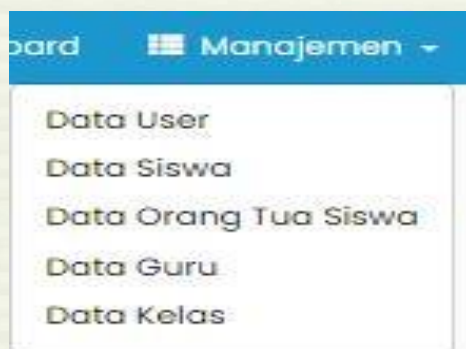 oard Manajemen
Data User
Data Siswa
Data Orang Tua Siswa
Data Guru
Data Kelas